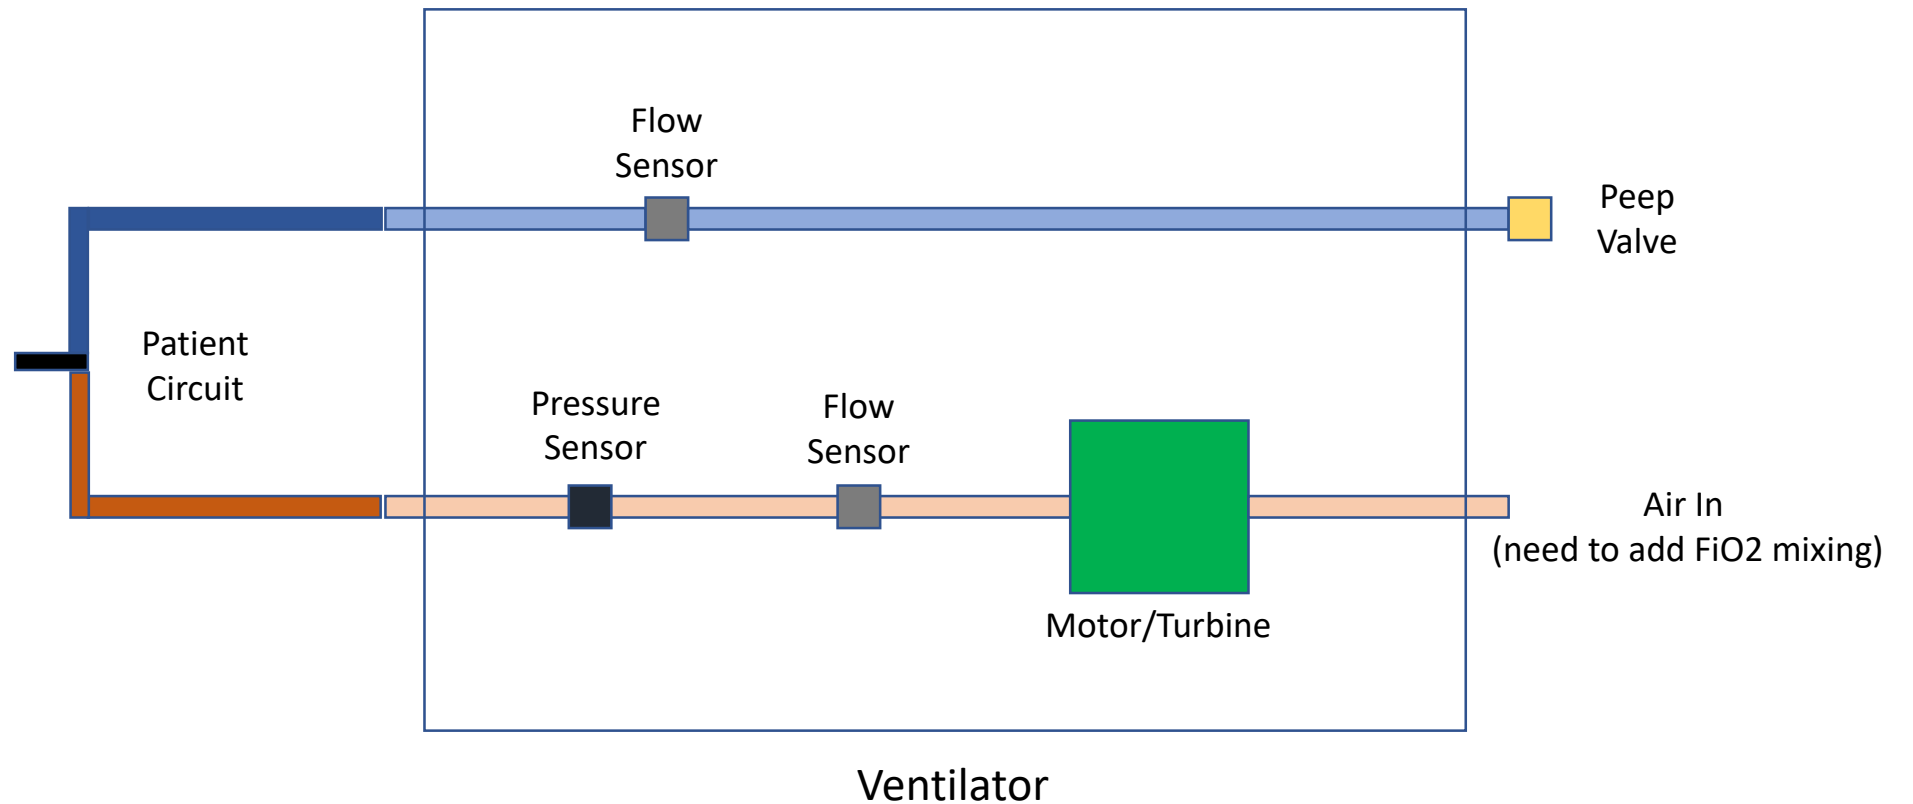 Flow
Sensor
Peep
Valve
Patient
Circuit
Pressure
Sensor
Flow
Sensor
Air In
(need to add FiO2 mixing)
Motor/Turbine
Ventilator